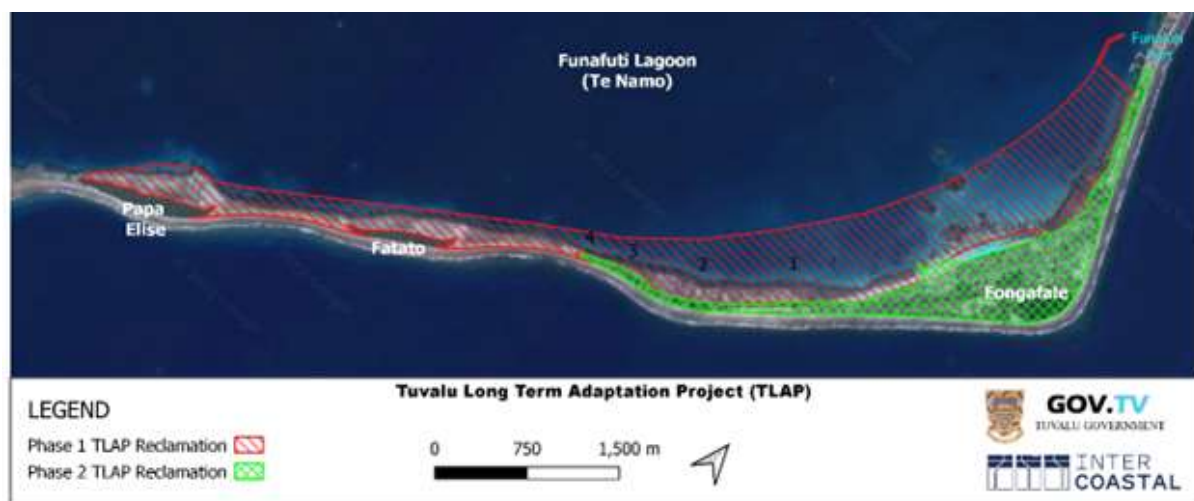 Funafuti Lagoon
(Te Namo)
Papa
Elise
Fatato
4
3
2
1
Fongafale
Tuvalu Long Term Adaptation Project (TLAP)
LEGEND
Phase 1 TLAP Reclamation
Phase 2 TLAP Reclamation
0 750 1,500 m
GOV.TV
TUVALU GOVERNMENT
INTER
COASTAL